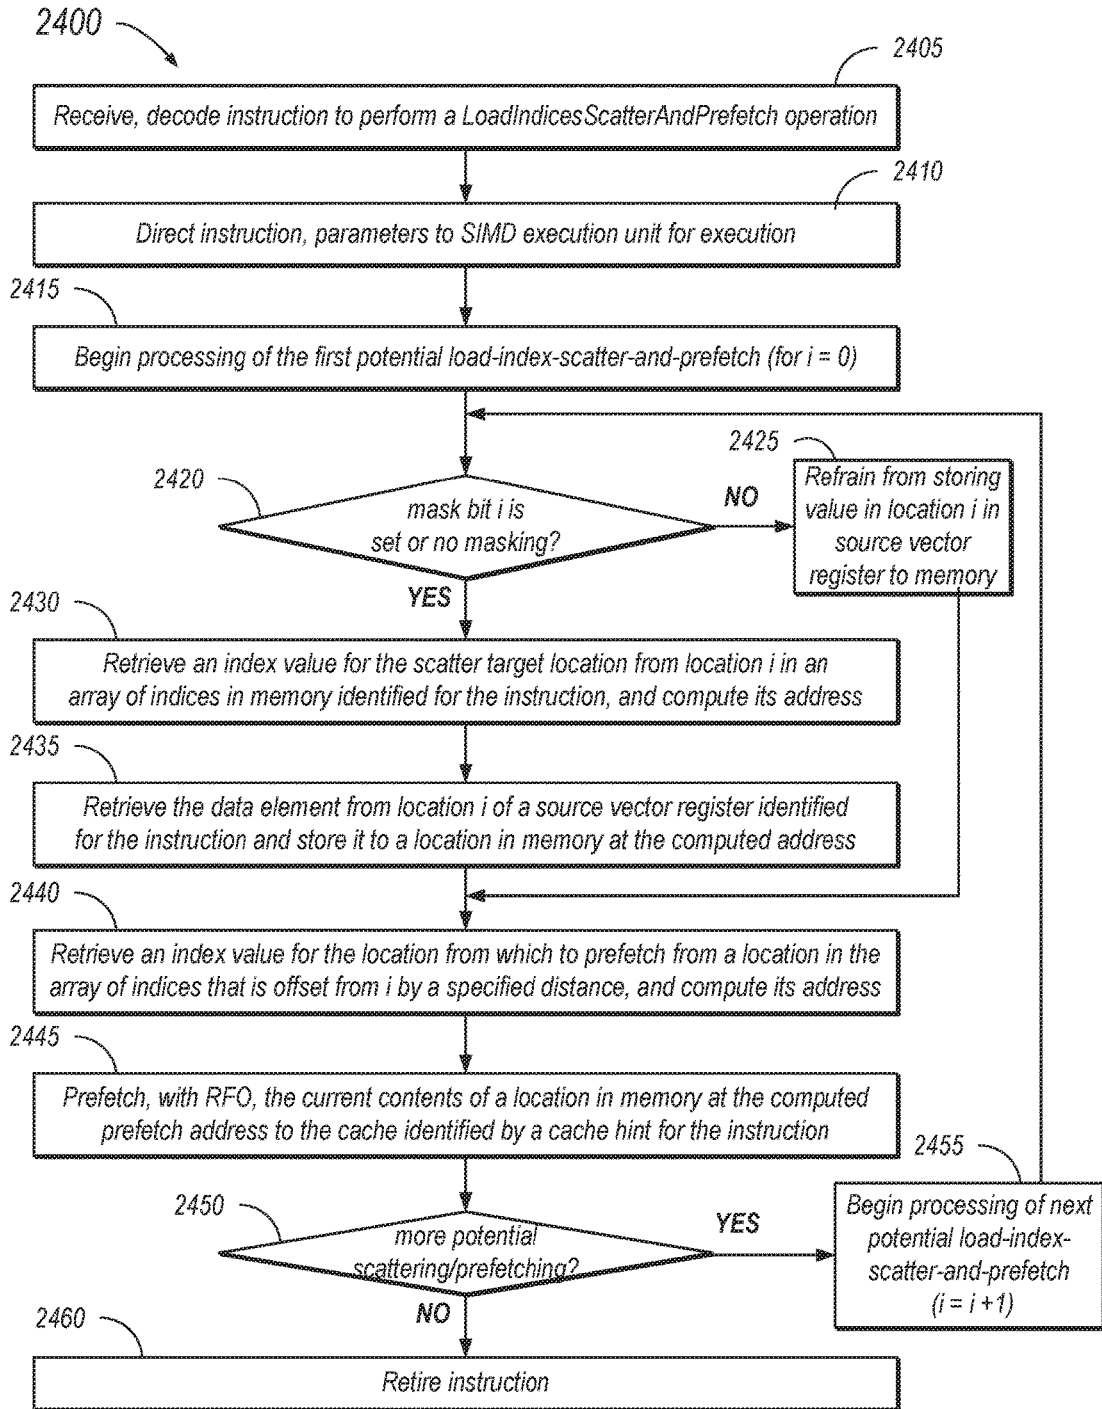 2400
2405
Receive, decode instruction to perform a LoadIndicesScatterAndPrefetch operation
2410
Direct instruction, parameters to SIMD execution unit for execution
2415
Begin processing of the first potential load-index-scatter-and-prefetch (for i = 0)
2420
mask bit i is
set or no masking?
NO
YES
2425
Refrain from storing
value in location i in
source vector
register to memory
2430
Retrieve an index value for the scatter target location from location i in an
array of indices in memory identified for the instruction, and compute its address
2435
Retrieve the data element from location i of a source vector register identified
for the instruction and store it to a location in memory at the computed address
2440
Retrieve an index value for the location from which to prefetch from a location in the
array of indices that is offset from i by a specified distance, and compute its address
2445
Prefetch, with RFO, the current contents of a location in memory at the computed
prefetch address to the cache identified by a cache hint for the instruction
2450
more potential
scattering/prefetching?
YES
NO
2455
Begin processing of next
potential load-index-
scatter-and-prefetch
(i = i +1)
2460
Retire instruction